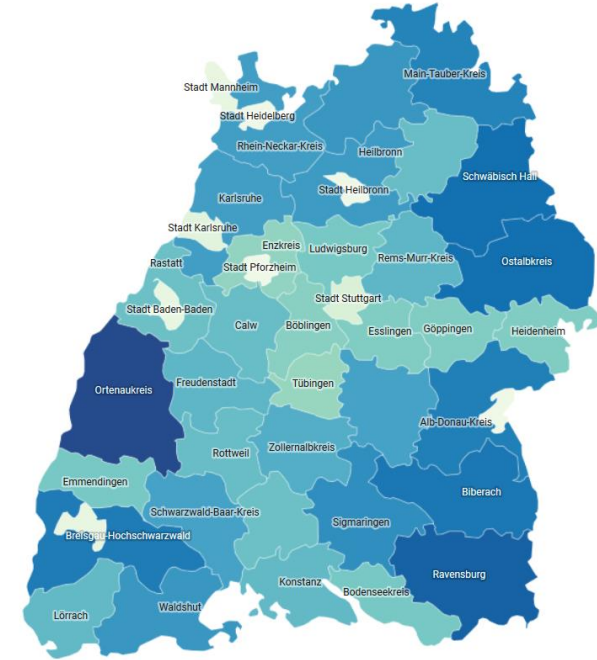 Main-Tauber-Kreis
Stadt Mannheim
Stadt Heidelberg
Rhein-Neckar-Kreis
Heilbronn
Schwäbisch Hall
Stadt Heilbronn
Karlsruhe
Stadt Karlsruhe
Enzkreis
Ludwigsburg
Rems-Murr-Kreis
Ostalbkreis
Rastatt
Stadt Pforzheim
Stadt Stuttgart
Stadt Baden-Baden
Calw
Böblingen
Esslingen
Göppingen
Heidenheim
Ortenaukreis
Freudenstadt
Tübingen
Alb-Donau-Kreis
Rottweil
Zollernalbkreis
Emmendingen
Biberach
Schwarzwald-Baar-Kreis
Sigmaringen
Breisgau-Hochschwarzwald
Ravensburg
Konstanz
Bodenseekreis
Waldshut
Lörrach